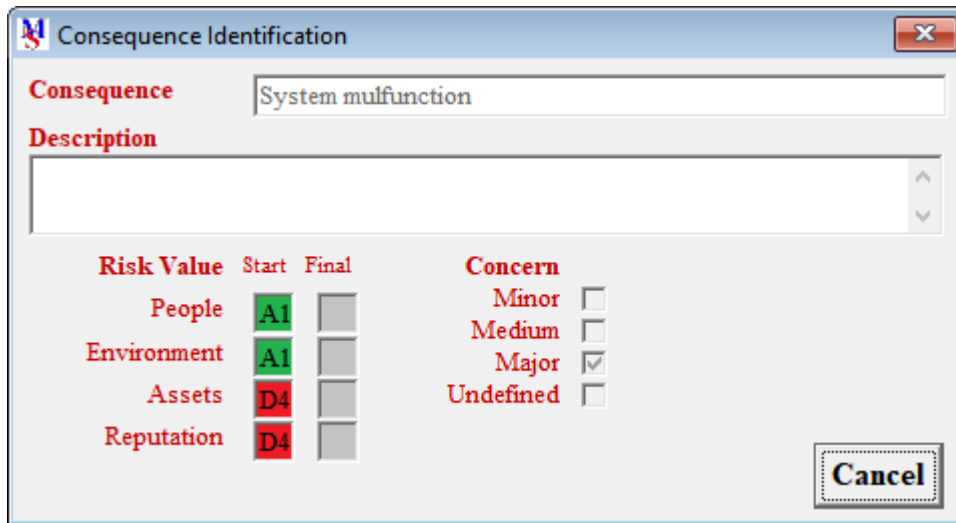 MS Consequence Identification
Consequence System mulfunction
Description
Risk Value Start Final Concern
People A1 Minor
Environment A1 Medium
Assets D4 Major
Reputation D4 Undefined
Cancel